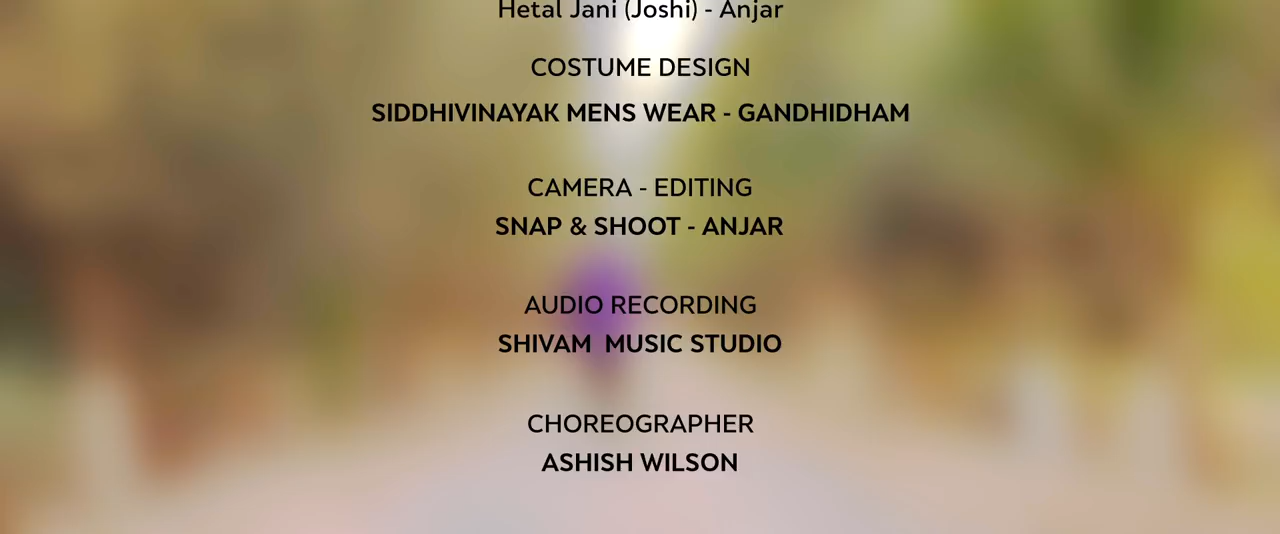 Hetal Jani (Joshi) - Anjar
COSTUME DESIGN
SIDDHIVINAYAK MENS WEAR - GANDHIDHAM
CAMERA - EDITING
SNAP & SHOOT - ANJAR
AUDIO RECORDING
SHIVAM  MUSIC STUDIO
CHOREOGRAPHER
ASHISH WILSON